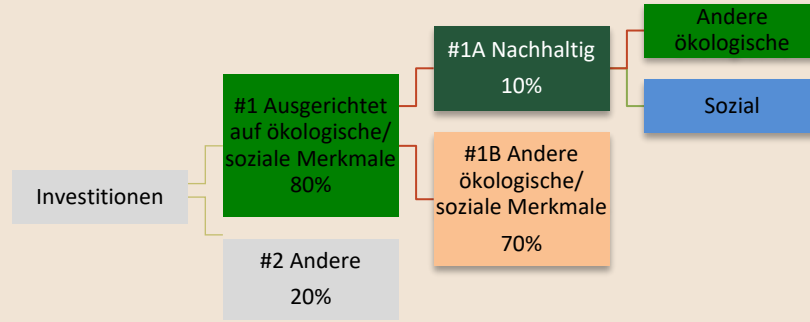 Investitionen
#1 Ausgerichtet
auf ökologische/
soziale Merkmale
80%
#2 Andere
20%
#1A Nachhaltig
10%
#1B Andere
ökologische/
soziale Merkmale
70%
Andere
ökologische
Sozial